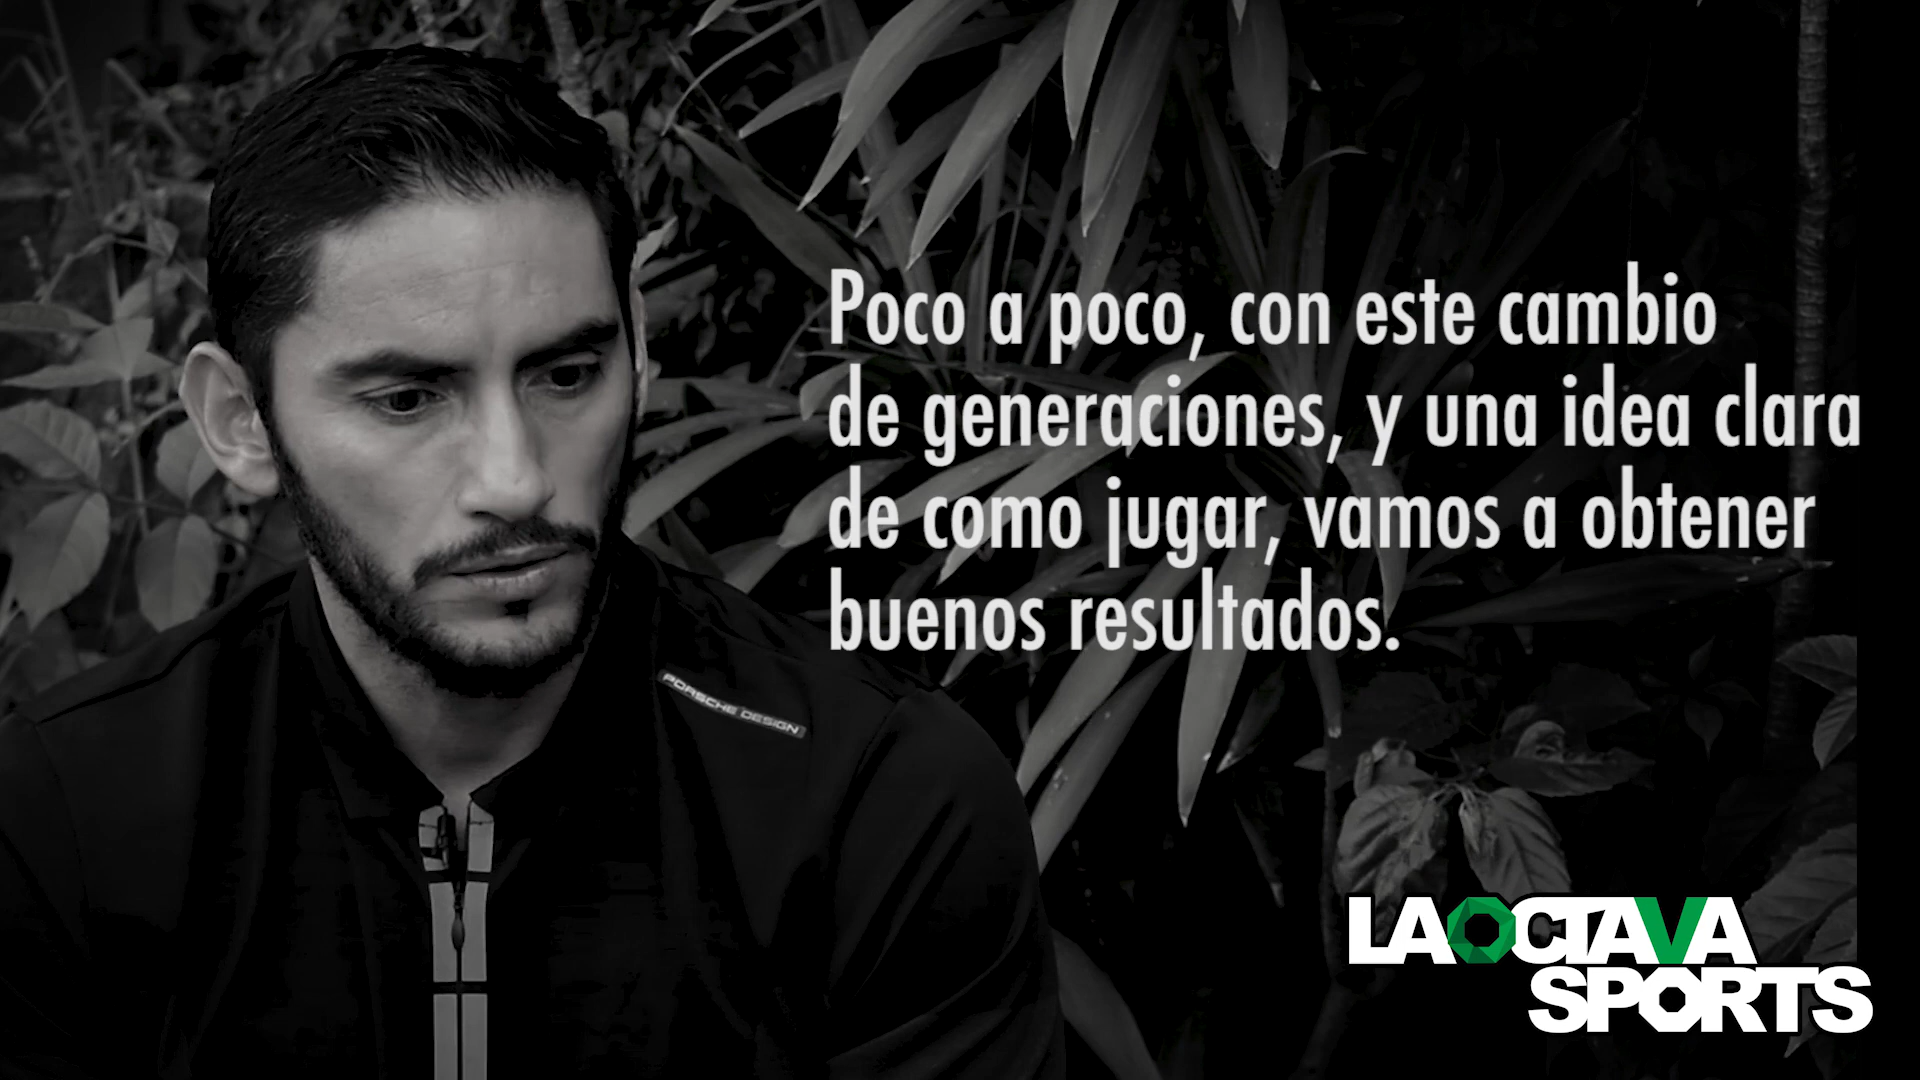 Poco a poco, con este cambio
de generaciones, y una idea clara
de como jugar, vamos a obtener
buenos resultados.
PORSCHE DESIGN
LAOCTAVA
SPORTS